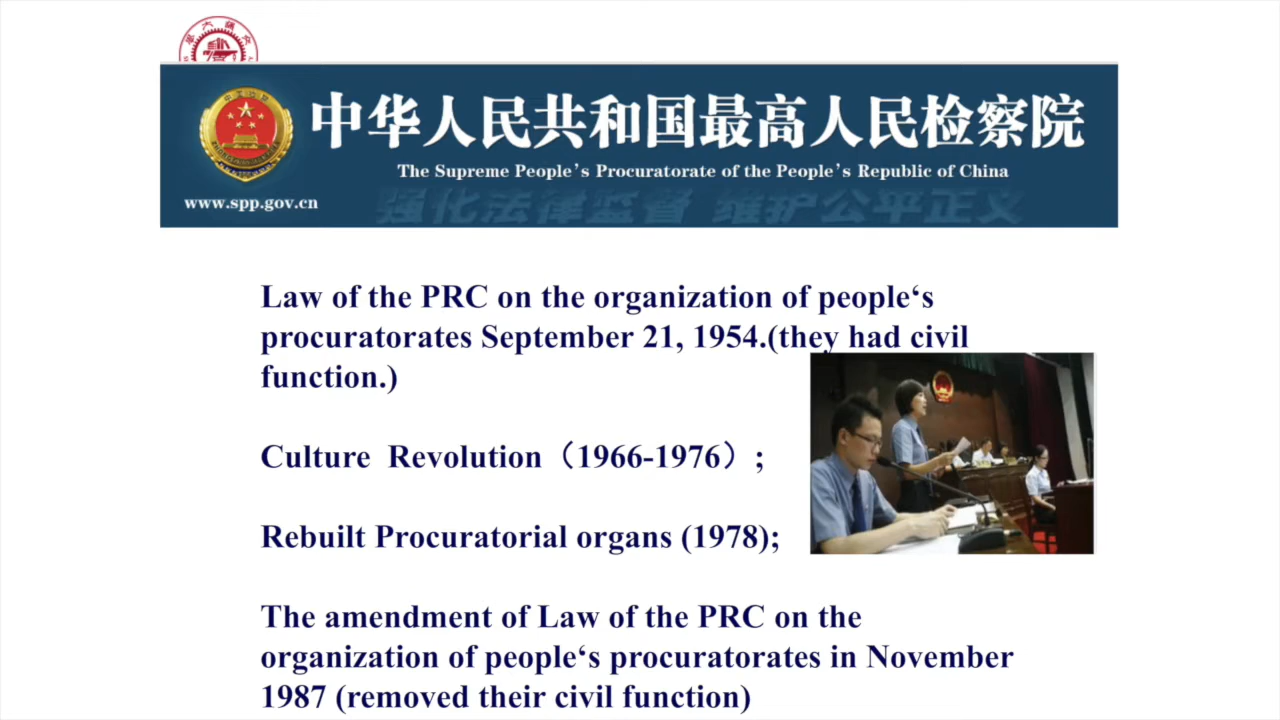 中华人民共和国最高人民检察院
The Supreme People’s Procuratorate of the People’s Republic of China
www.spp.gov.cn
强化法律监督 维护公平正义
Law of the PRC on the organization of people‘s
procuratorates September 21, 1954.(they had civil
function.)
Culture Revolution（1966-1976）;
Rebuilt Procuratorial organs (1978);
The amendment of Law of the PRC on the
organization of people‘s procuratorates in November
1987 (removed their civil function)